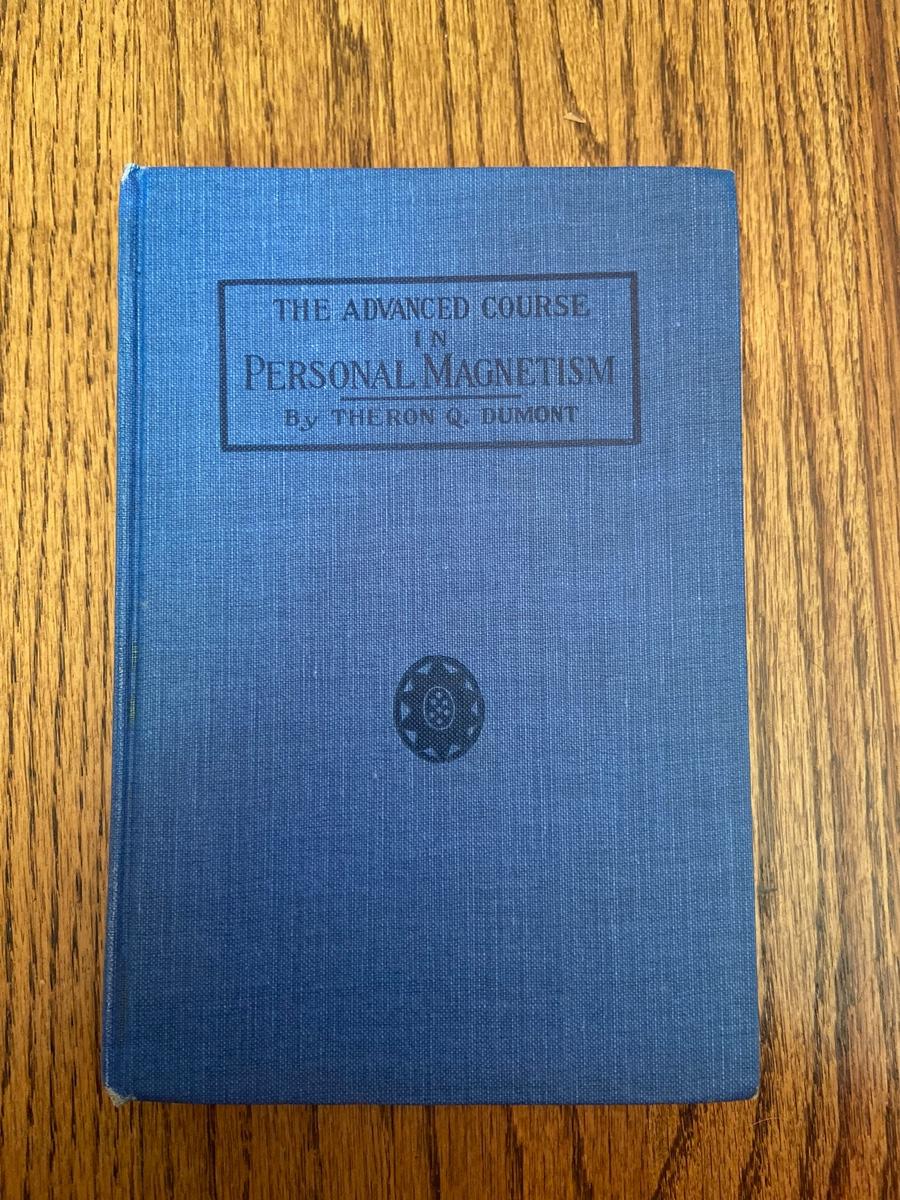 THE ADVANCED COURSE
IN
PERSONAL MAGNETISM
By THERON Q. DUMONT